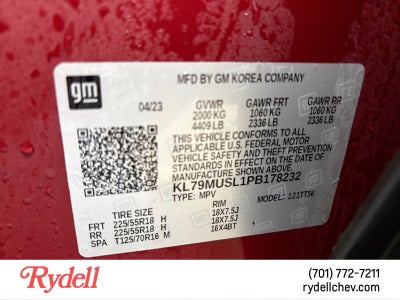 gm
MFD BY GM KOREA COMPANY
04/23 GVWR GAWR FRT GAWR RR
2000 KG 1060 KG 1060 KG
4409 LB 2336 LB 2336 LB
THIS VEHICLE CONFORMS TO ALL
APPLICABLE U.S. FEDERAL MOTOR
VEHICLE SAFETY, BUMPER, AND THEFT PREVENTION
STANDARDS IN EFFECT ON THE DATE OF
MANUFACTURE SHOWN ABOVE.
KL79MUSL1PB178232
TYPE: MPV MODEL: 1TT56
TIRE SIZE RIM
FRT 225/55R18 H 18X7.5J
RR 225/55R18 H 18X7.5J
SPA T125/70R16 M 16X4BT
Rydell
(701) 772-7211
rydellchev.com